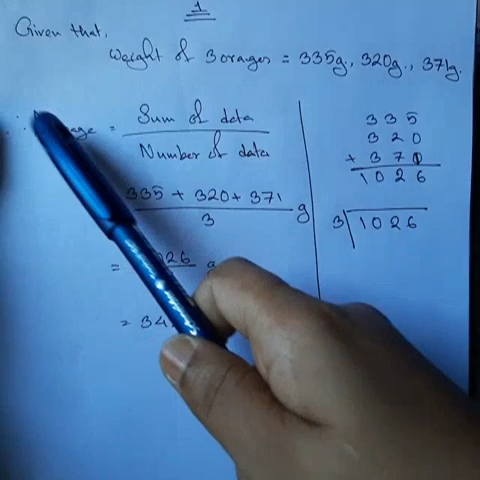 1
Given that,
Weight of 3 oranges = 335g., 320g., 371g.
= Sum of data
Number of data
335 + 320 + 371
3 g
=
= 34
335
320
+ 371
1026
3 1026